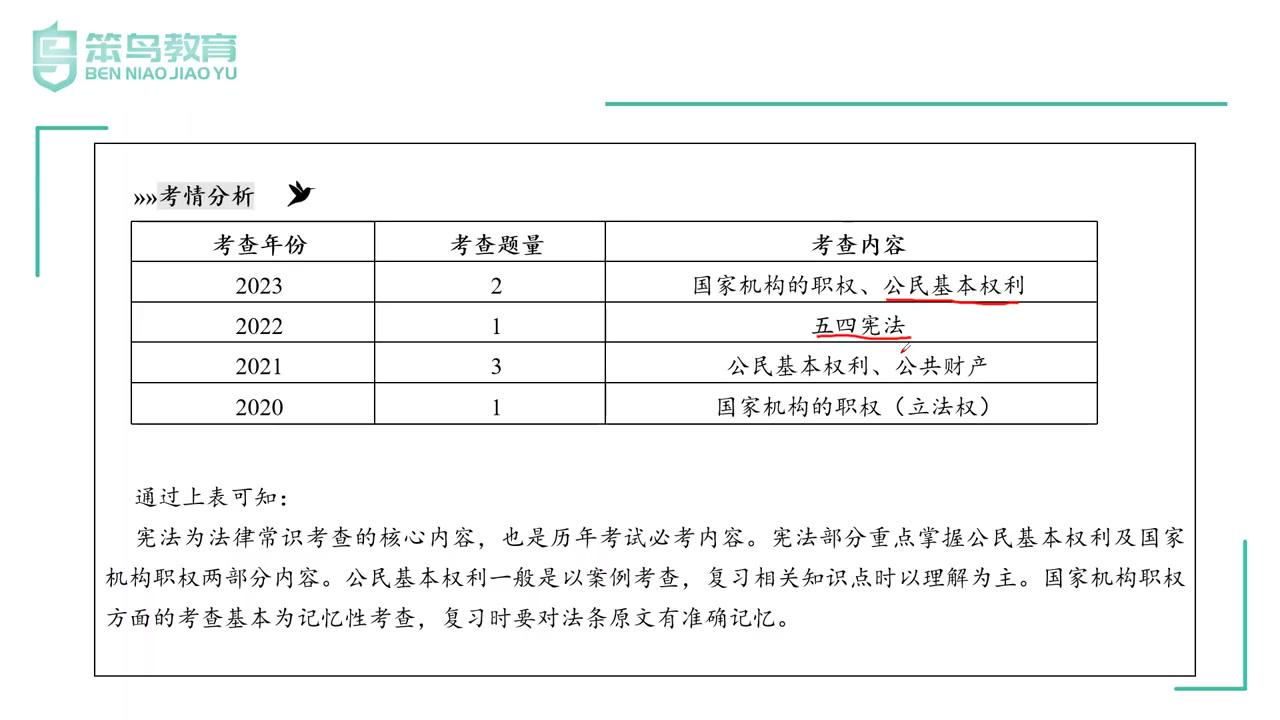 笨鸟教育
BEN NIAO JIAO YU
»»考情分析
考查年份 考查题量 考查内容
2023 2 国家机构的职权、公民基本权利
2022 1 五四宪法
2021 3 公民基本权利、公共财产
2020 1 国家机构的职权（立法权）
通过上表可知：
宪法为法律常识考查的核心内容，也是历年考试必考内容。宪法部分重点掌握公民基本权利及国家
机构职权两部分内容。公民基本权利一般是以案例考查，复习相关知识点时以理解为主。国家机构职权
方面的考查基本为记忆性考查，复习时要对法条原文有准确记忆。